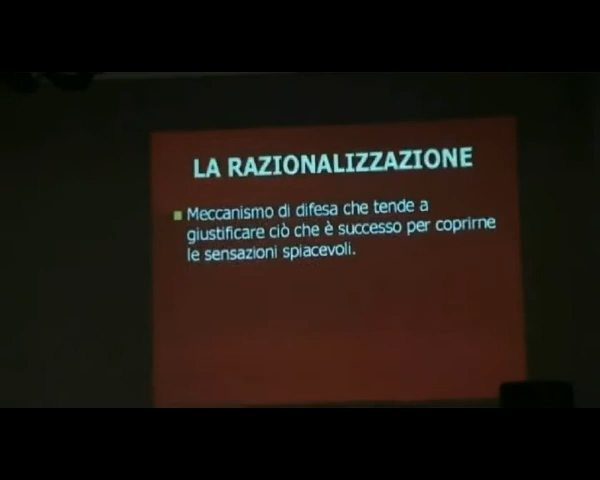 LA RAZIONALIZZAZIONE
Meccanismo di difesa che tende a
giustificare ciò che è successo per coprirne
le sensazioni spiacevoli.